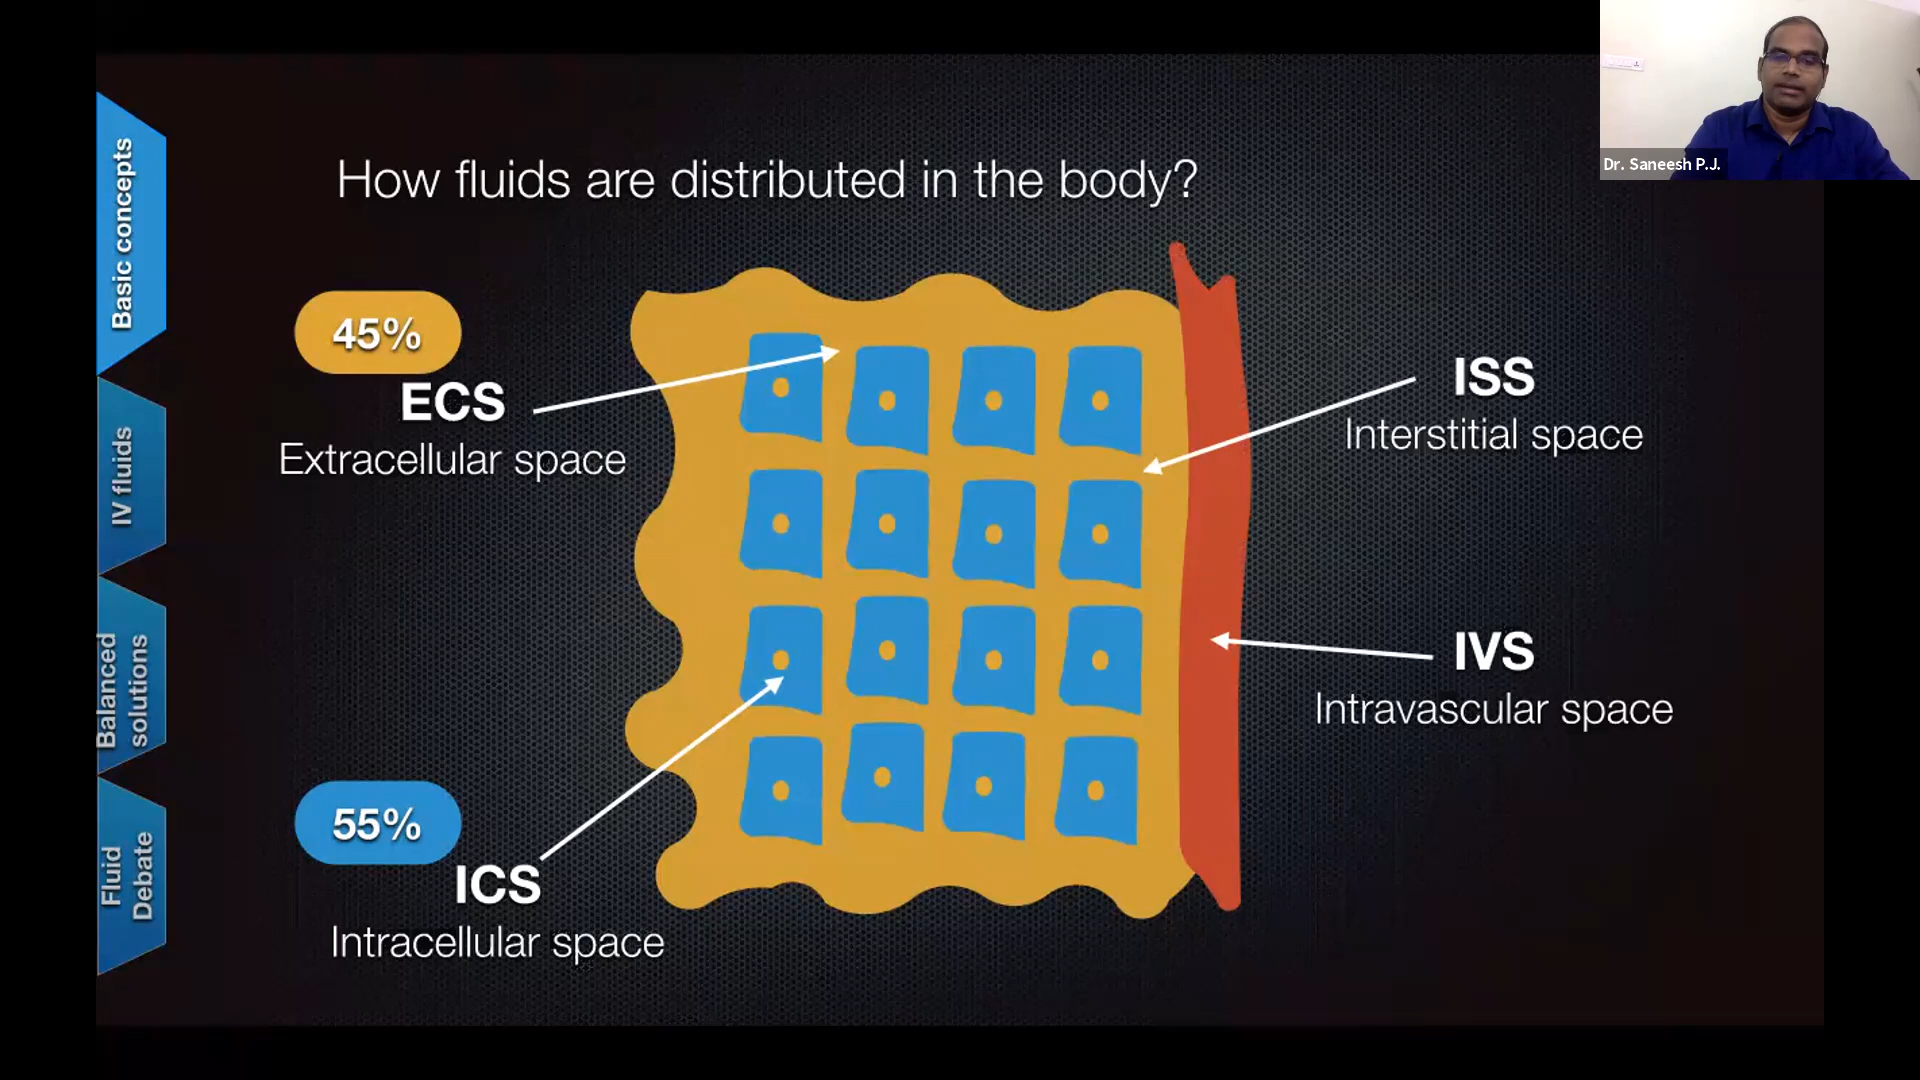 Dr. Saneesh P.J.
How fluids are distributed in the body?
Basic concepts
IV fluids
Balanced
solutions
Fluid
Debate
45%
ECS
Extracellular space
55%
ICS
Intracellular space
ISS
Interstitial space
IVS
Intravascular space